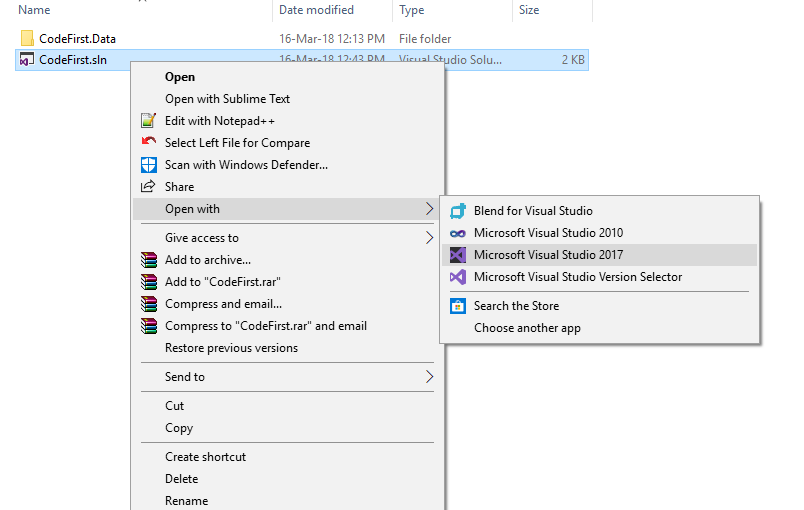 Name Date modified Type Size
CodeFirst.Data 16-Mar-18 12:13 PM File folder
CodeFirst.sln 16-Mar-18 12:43 PM Visual Studio Solu... 2 KB
Open
Open with Sublime Text
Edit with Notepad++
Select Left File for Compare
Scan with Windows Defender...
Share
Open with
Give access to
Add to archive...
Add to "CodeFirst.rar"
Compress and email...
Compress to "CodeFirst.rar" and email
Restore previous versions
Send to
Cut
Copy
Create shortcut
Delete
Rename
Blend for Visual Studio
Microsoft Visual Studio 2010
Microsoft Visual Studio 2017
Microsoft Visual Studio Version Selector
Search the Store
Choose another app